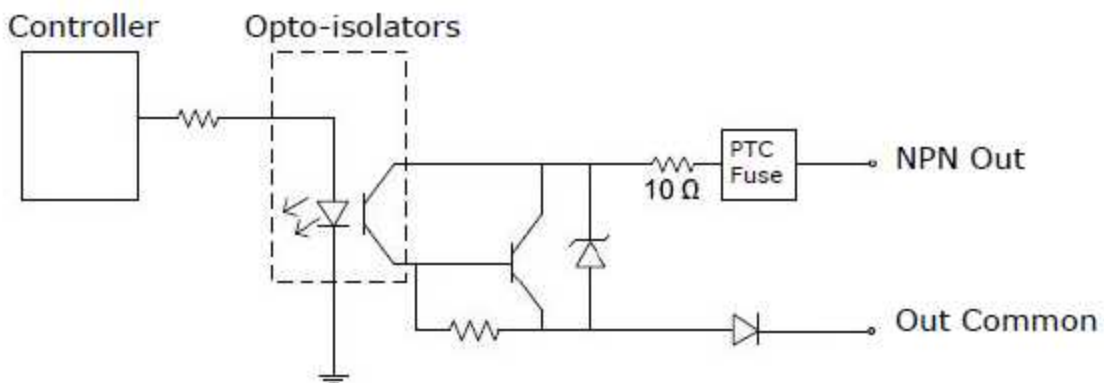 Controller
Opto-isolators
PTC
Fuse
10 Ω
NPN Out
Out Common